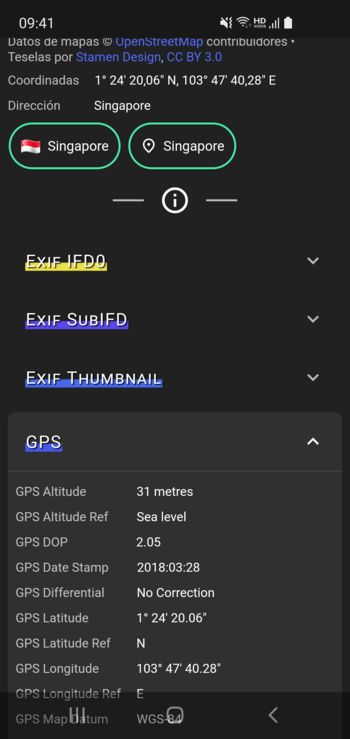 09:41
HD
VOICE
Datos de mapas © OpenStreetMap contribuidores •
Teselas por Stamen Design, CC BY 3.0
Coordinadas 1° 24' 20,06" N, 103° 47' 40,28" E
Dirección Singapore
Singapore Singapore
Exif IFD0
Exif SubIFD
Exif Thumbnail
GPS
GPS Altitude 31 metres
GPS Altitude Ref Sea level
GPS DOP 2.05
GPS Date Stamp 2018:03:28
GPS Differential No Correction
GPS Latitude 1° 24' 20.06"
GPS Latitude Ref N
GPS Longitude 103° 47' 40.28"
GPS Longitude Ref E
GPS Map Datum WGS-84